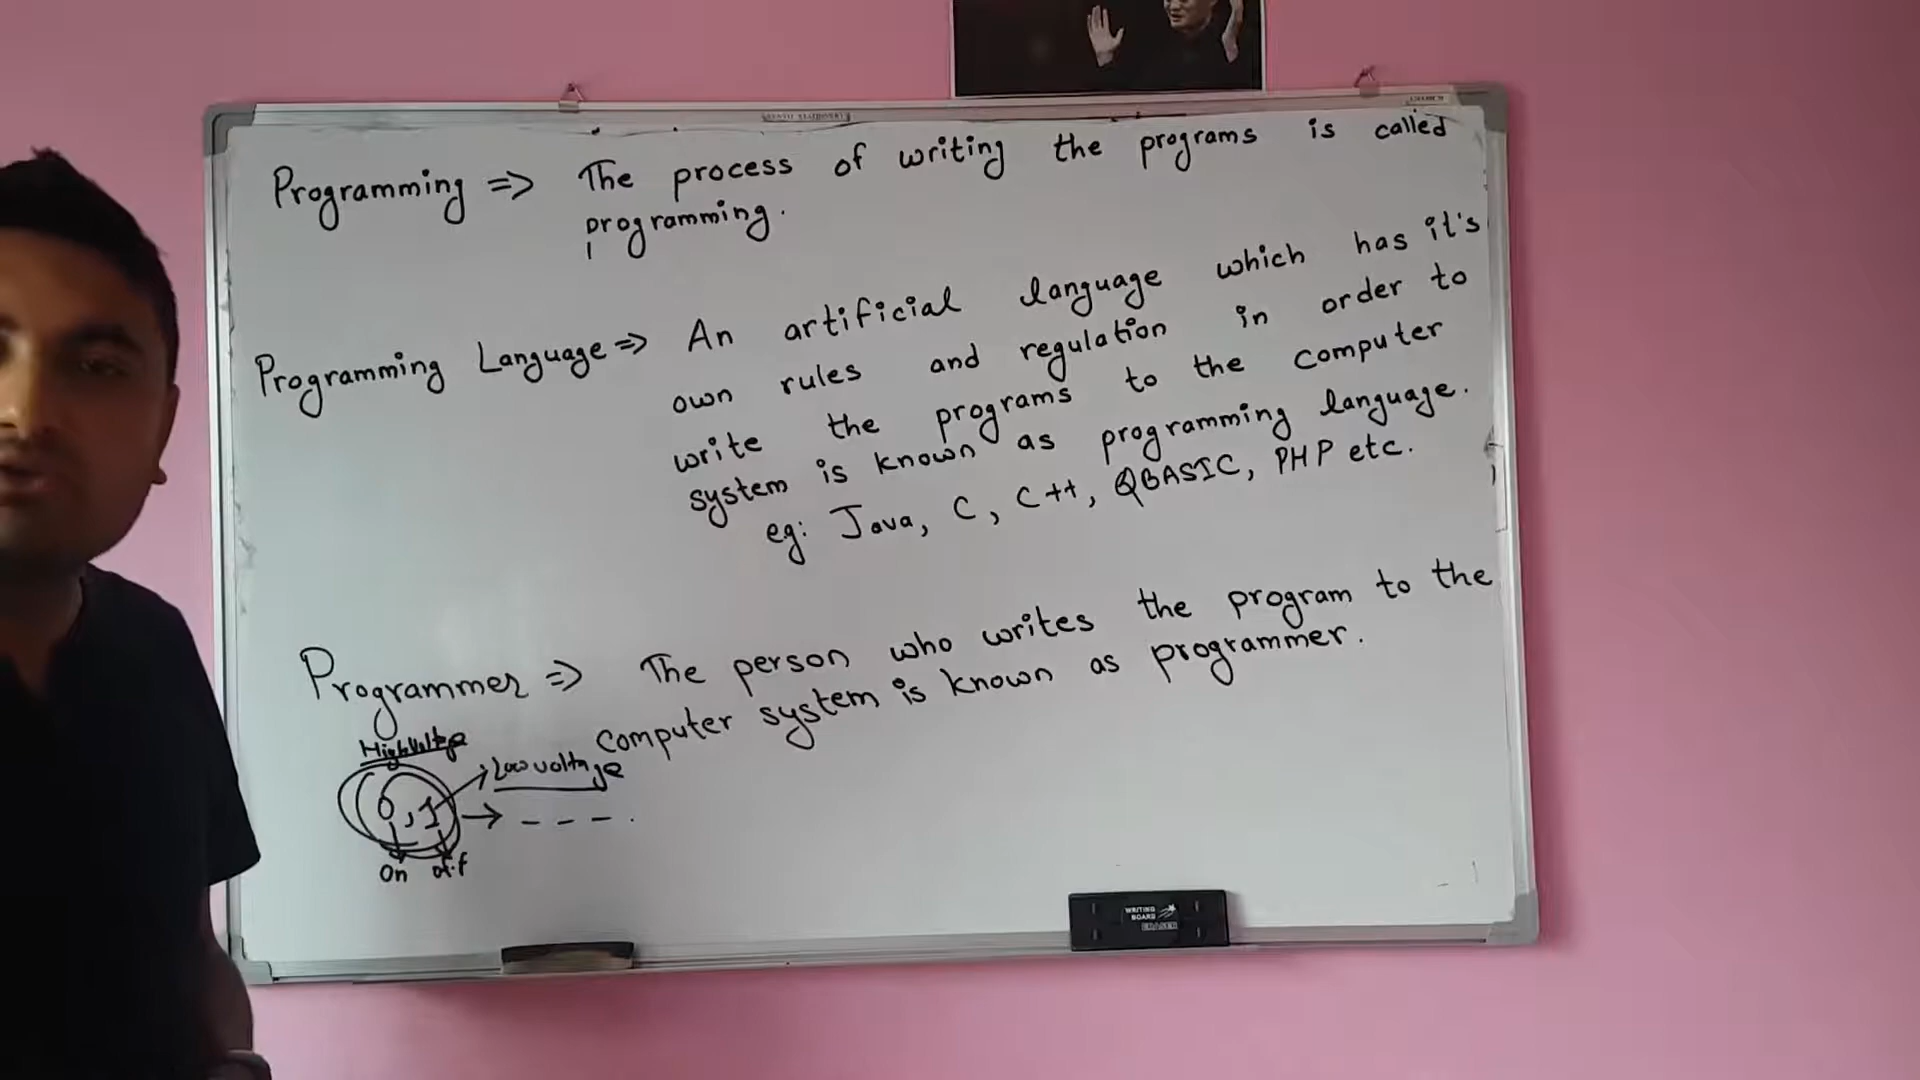 Programming => The process of writing the programs is called
programming.
Programming Language => An artificial language which has it's
own rules and regulation in order to
write the programs to the computer
system is known as programming language.
eg: Java, C, C++, QBASIC, PHP etc.
Programmer => The person who writes the program to the
computer system is known as programmer.
High Voltage
Low voltage
0, 1 → - - - .
On off
WRITING
BOARD
ERASER